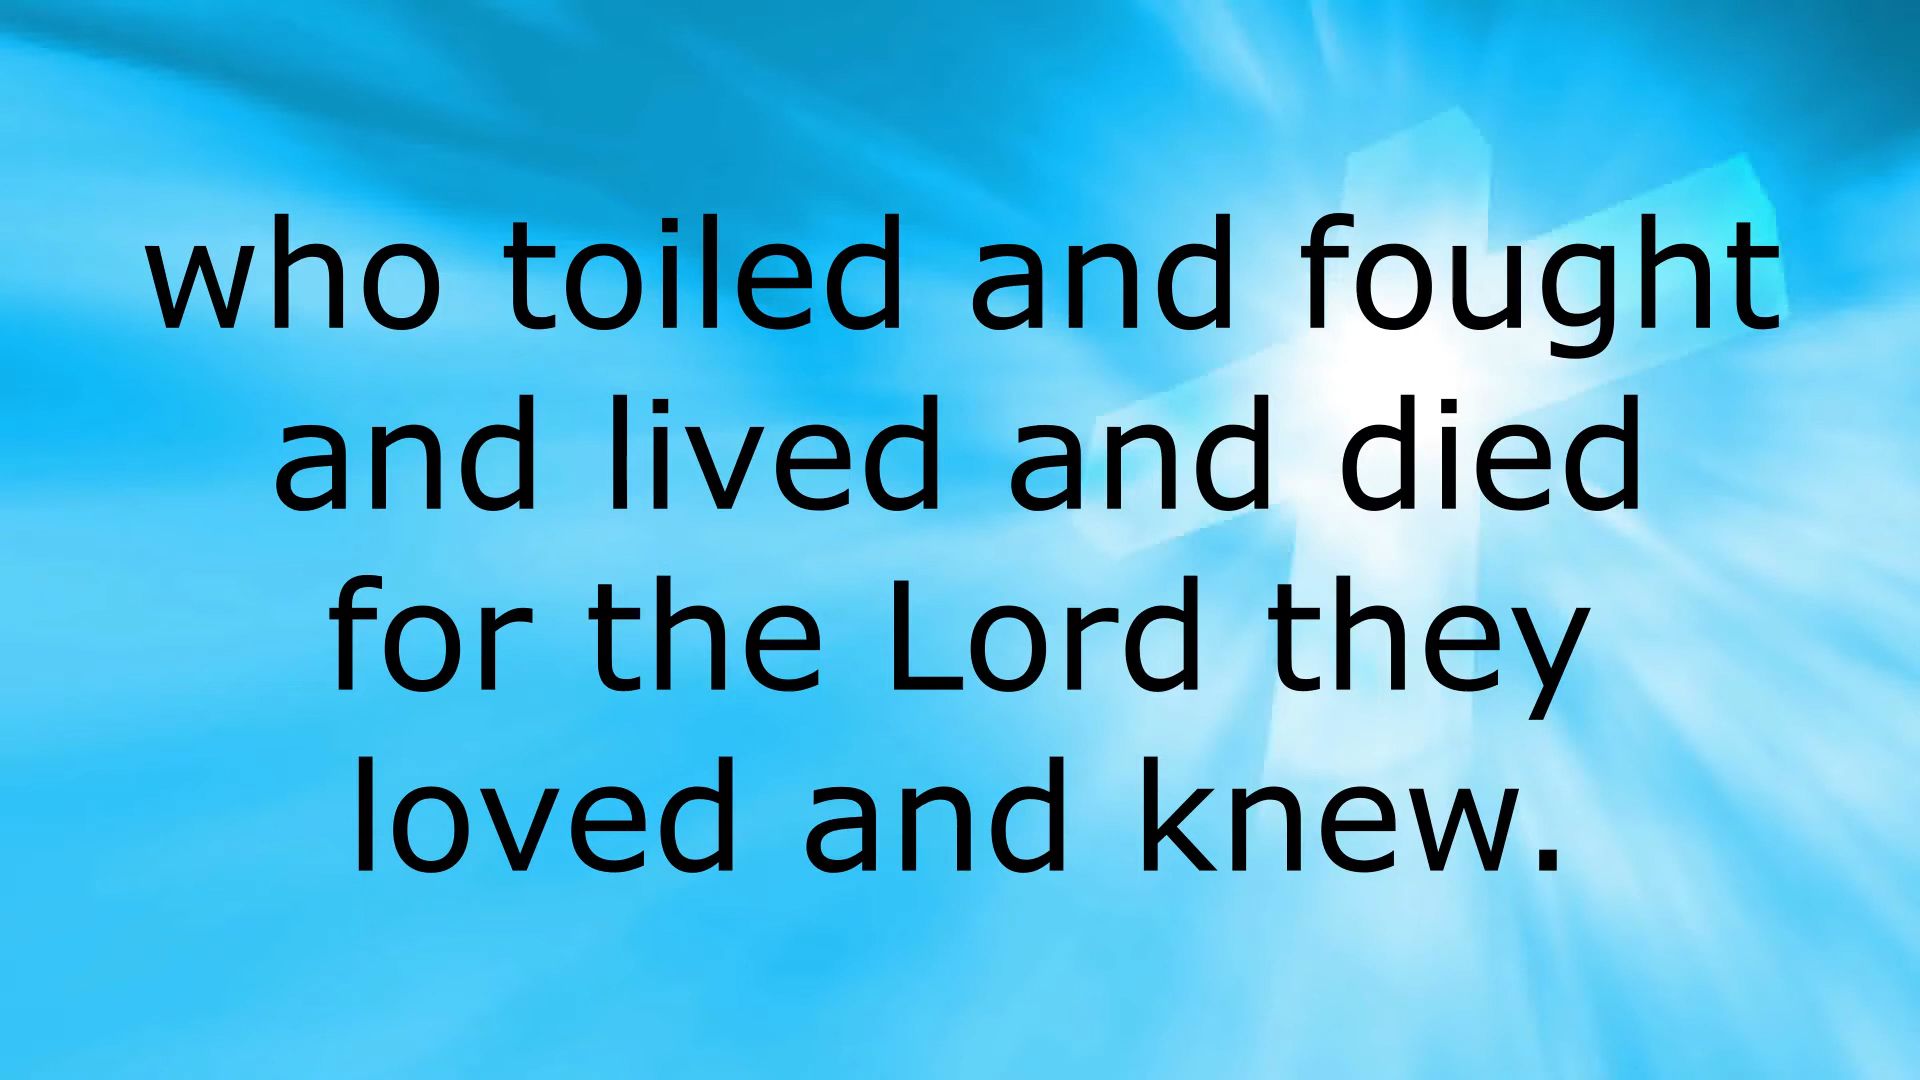 who toiled and fought
and lived and died
for the Lord they
loved and knew.